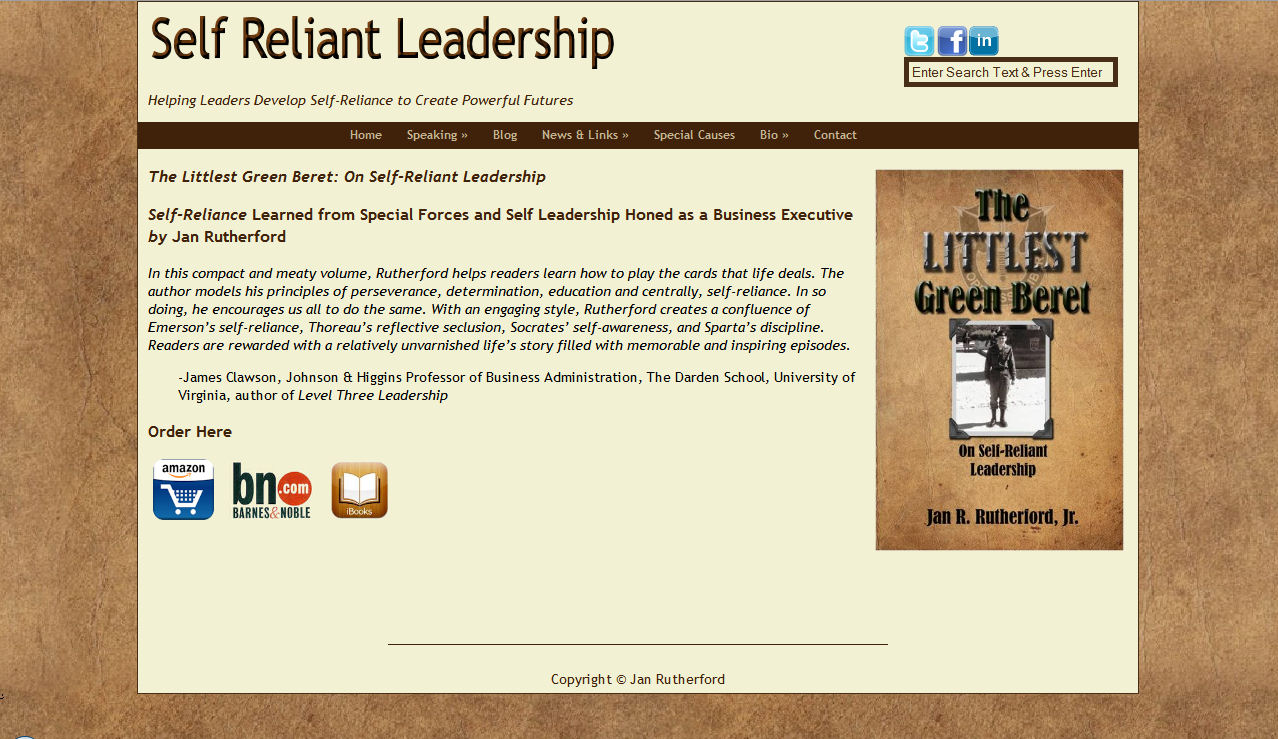 Self Reliant Leadership
Helping Leaders Develop Self-Reliance to Create Powerful Futures
t f in
Enter Search Text & Press Enter
Home Speaking » Blog News & Links » Special Causes Bio » Contact
The Littlest Green Beret: On Self-Reliant Leadership
Self-Reliance Learned from Special Forces and Self Leadership Honed as a Business Executive
by Jan Rutherford
In this compact and meaty volume, Rutherford helps readers learn how to play the cards that life deals. The
author models his principles of perseverance, determination, education and centrally, self-reliance. In so
doing, he encourages us all to do the same. With an engaging style, Rutherford creates a confluence of
Emerson's self-reliance, Thoreau's reflective seclusion, Socrates' self-awareness, and Sparta's discipline.
Readers are rewarded with a relatively unvarnished life's story filled with memorable and inspiring episodes.
-James Clawson, Johnson & Higgins Professor of Business Administration, The Darden School, University of
Virginia, author of Level Three Leadership
Order Here
amazon
bn.com
BARNES&NOBLE
iBooks
The
LITTLEST
Green Beret
On Self-Reliant
Leadership
Jan R. Rutherford, Jr.
Copyright © Jan Rutherford